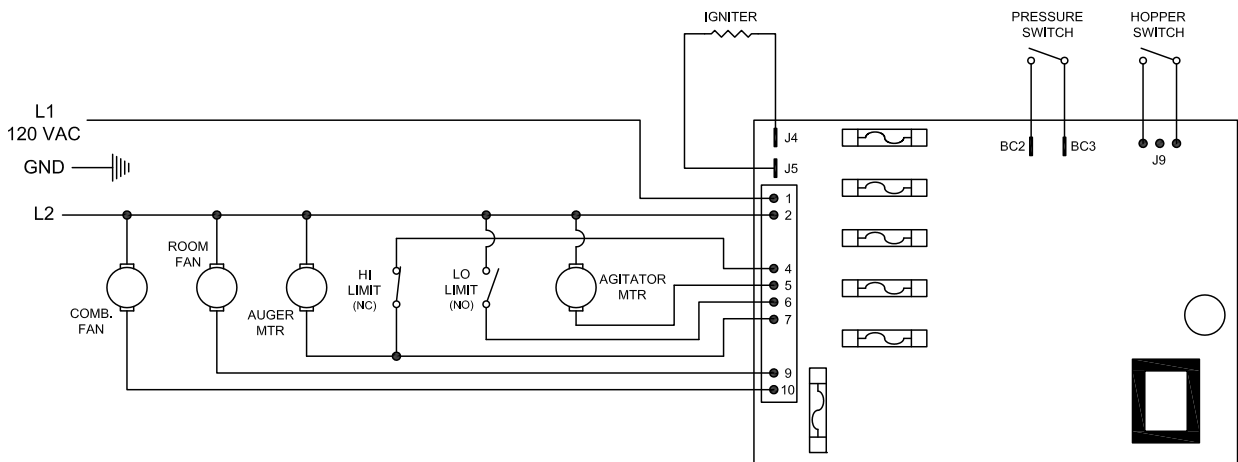 IGNITER
PRESSURE
SWITCH
HOPPER
SWITCH
L1
120 VAC
GND
L2
J4
J5
BC2
BC3
J9
1
2
4
5
6
7
9
10
COMB.
FAN
ROOM
FAN
AUGER
MTR
HI
LIMIT
(NC)
LO
LIMIT
(NO)
AGITATOR
MTR